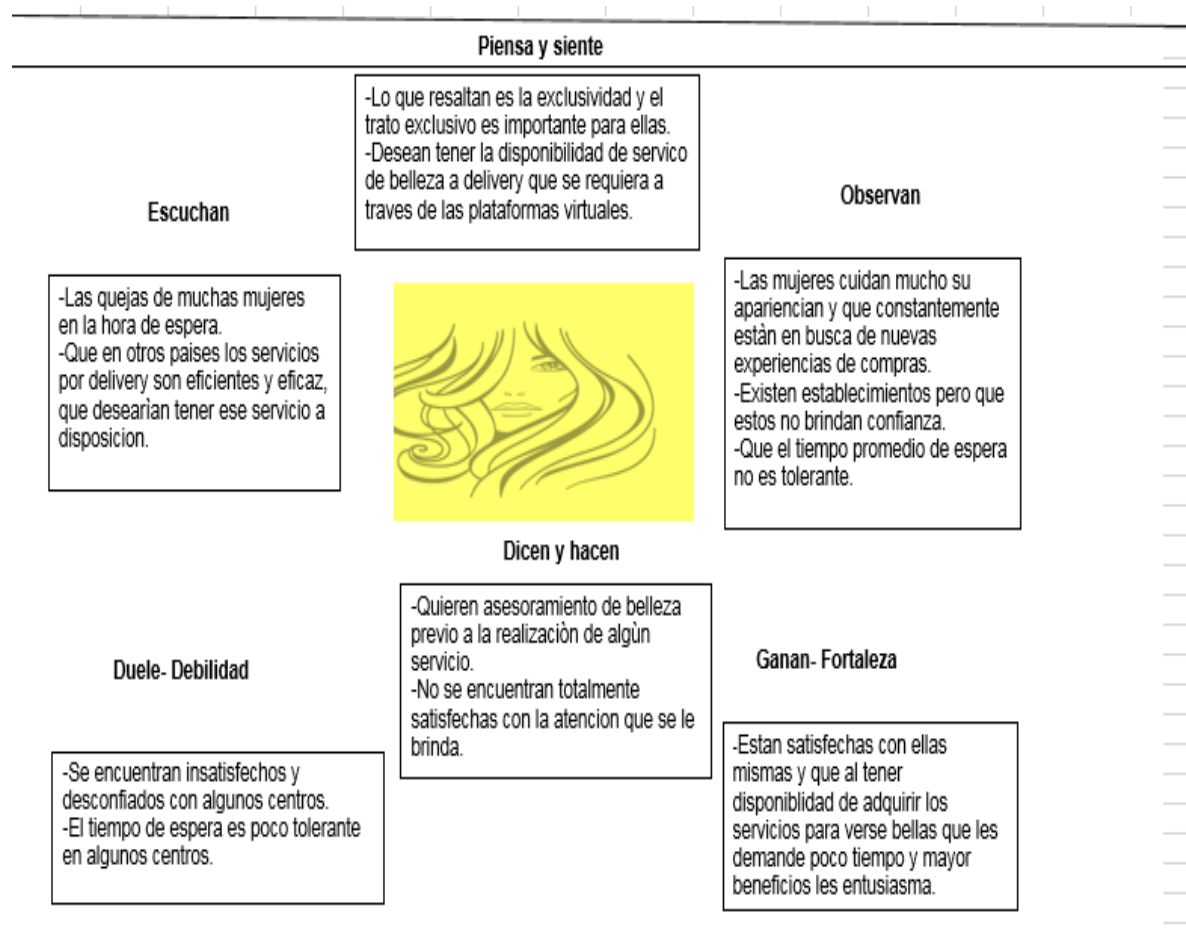 Piensa y siente
-Lo que resaltan es la exclusividad y el
trato exclusivo es importante para ellas.
-Desean tener la disponibilidad de servico
de belleza a delivery que se requiera a
traves de las plataformas virtuales.
Escuchan
-Las quejas de muchas mujeres
en la hora de espera.
-Que en otros paises los servicios
por delivery son eficientes y eficaz,
que desearìan tener ese servicio a
disposicion.
Observan
-Las mujeres cuidan mucho su
apariencian y que constantemente
estàn en busca de nuevas
experiencias de compras.
-Existen establecimientos pero que
estos no brindan confianza.
-Que el tiempo promedio de espera
no es tolerante.
Dicen y hacen
-Quieren asesoramiento de belleza
previo a la realizaciòn de algùn
servicio.
-No se encuentran totalmente
satisfechas con la atencion que se le
brinda.
Duele- Debilidad
-Se encuentran insatisfechos y
desconfiados con algunos centros.
-El tiempo de espera es poco tolerante
en algunos centros.
Ganan- Fortaleza
-Estan satisfechas con ellas
mismas y que al tener
disponiblidad de adquirir los
servicios para verse bellas que les
demande poco tiempo y mayor
beneficios les entusiasma.